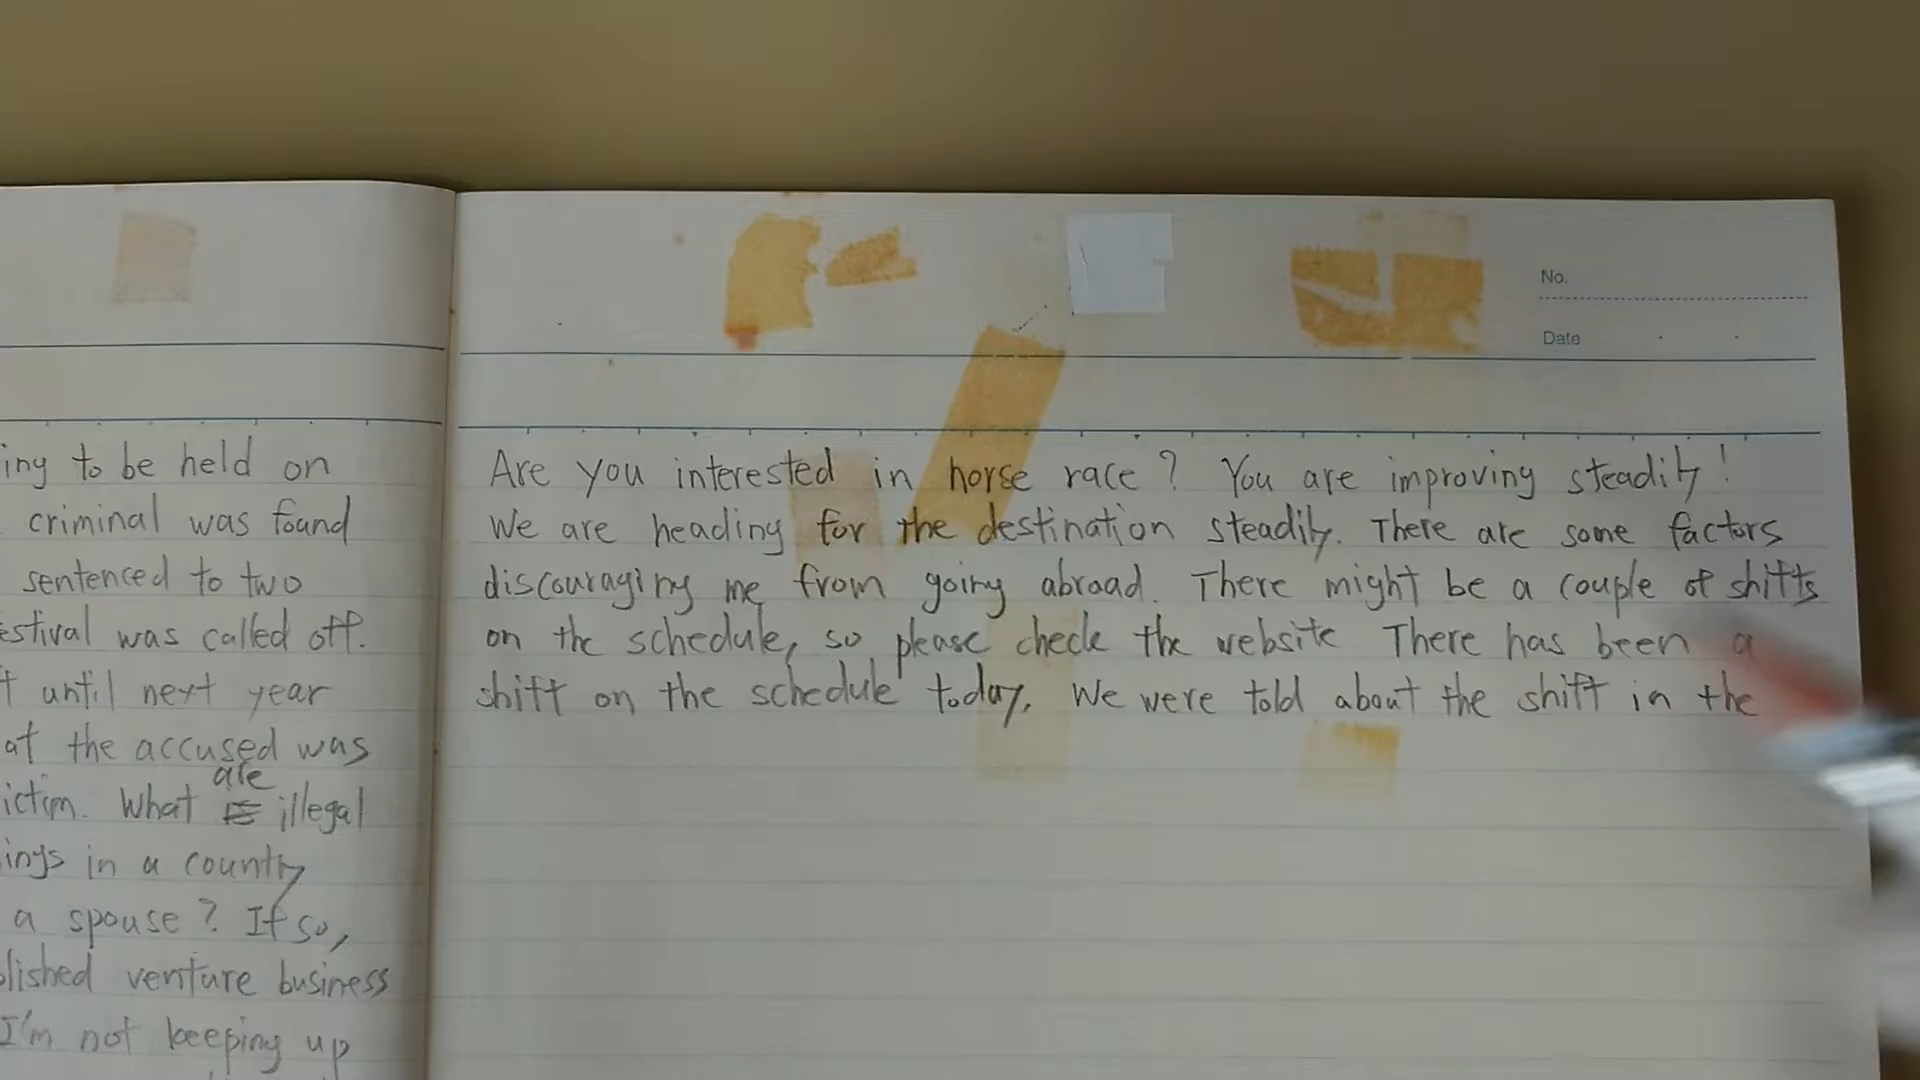 ing to be held on
criminal was found
sentenced to two
estival was called off.
t until next year
at the accused was
are
ictim. What illegal
ings in a country
a spouse? If so,
lished venture business
I'm not keeping up
No.
Date
Are you interested in horse race? You are improving steadily!
We are heading for the destination steadily. There are some factors
discouraging me from going abroad. There might be a couple of shifts
on the schedule, so please check the website There has been a
shift on the schedule today. We were told about the shift in the